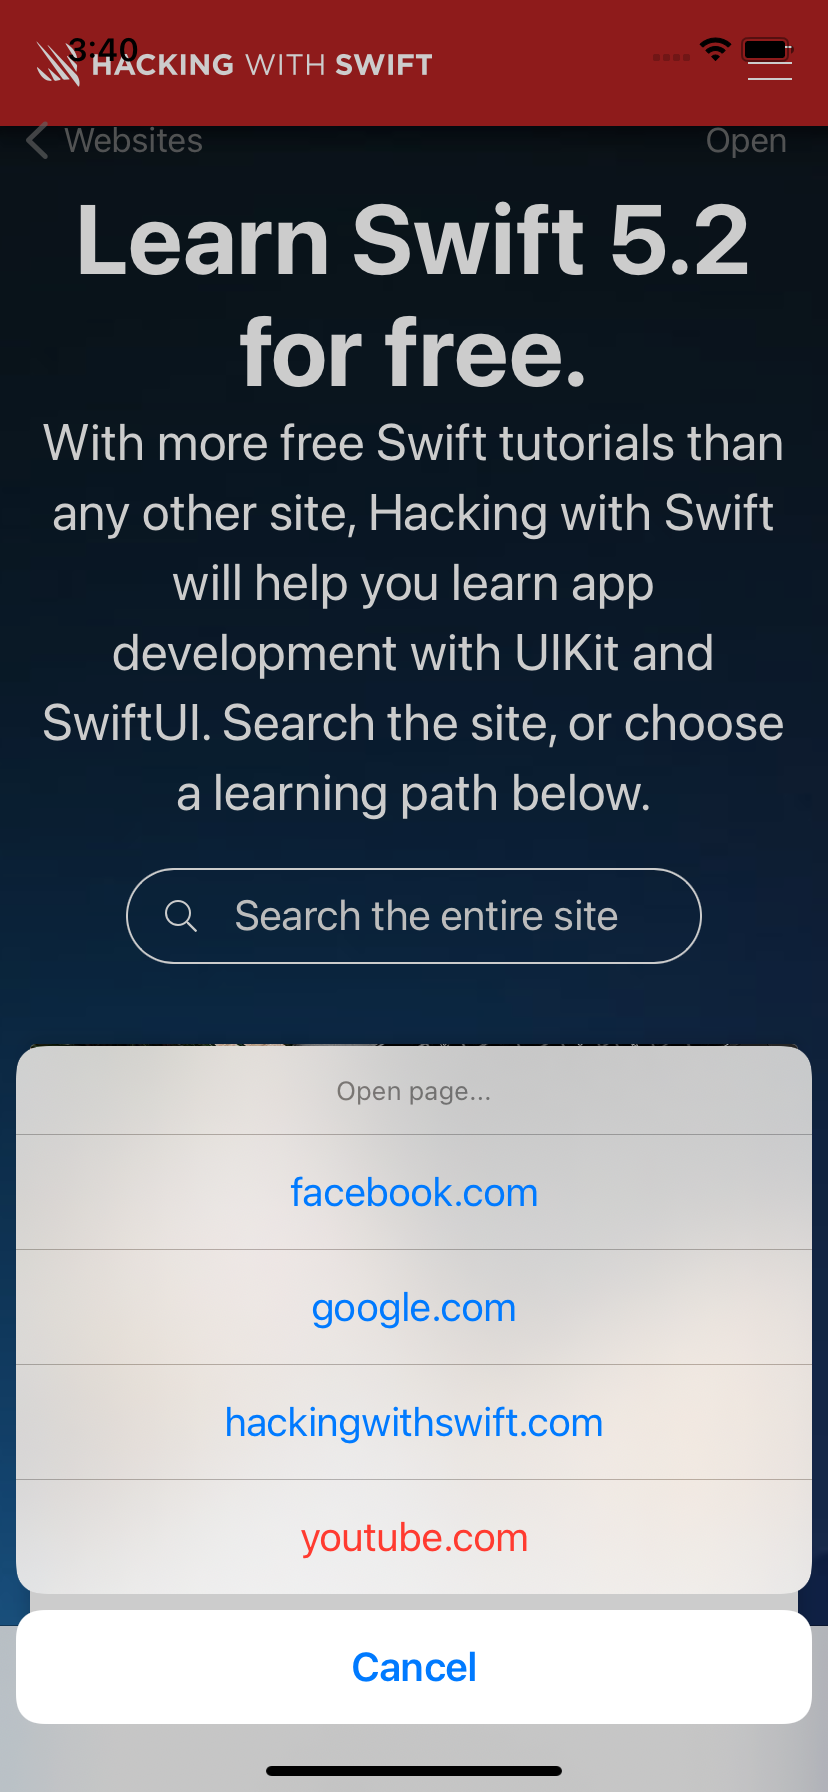 3:40
HACKING WITH SWIFT
Websites
Open
Learn Swift 5.2
for free.
With more free Swift tutorials than
any other site, Hacking with Swift
will help you learn app
development with UIKit and
SwiftUI. Search the site, or choose
a learning path below.
Search the entire site
Open page...
facebook.com
google.com
hackingwithswift.com
youtube.com
Cancel